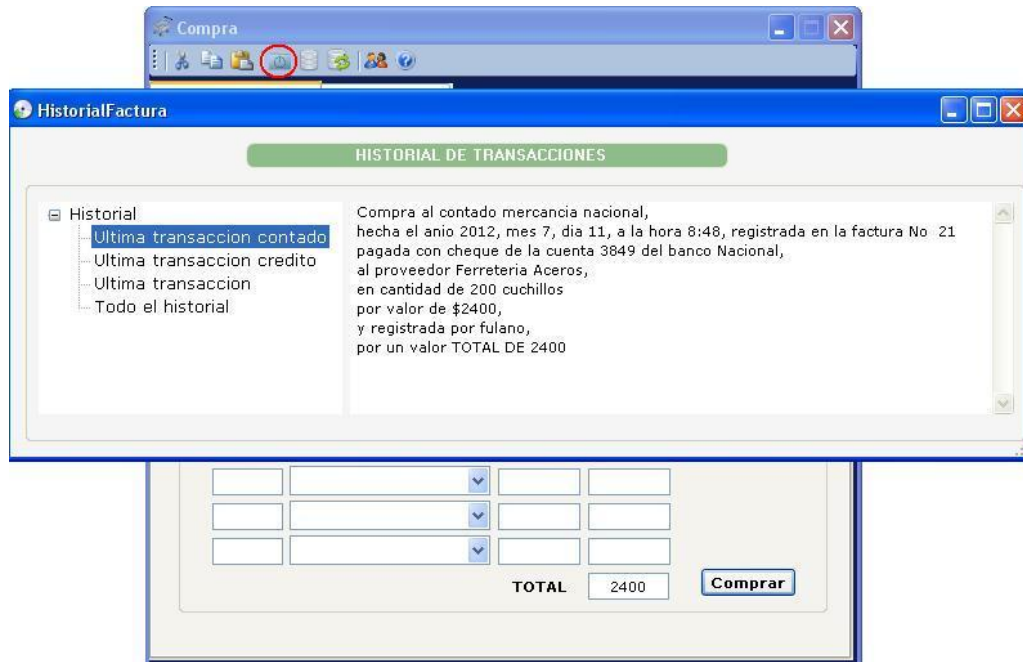 Compra
HistorialFactura
HISTORIAL DE TRANSACCIONES
Historial
Ultima transaccion contado
Ultima transaccion credito
Ultima transaccion
Todo el historial
Compra al contado mercancia nacional,
hecha el anio 2012, mes 7, dia 11, a la hora 8:48, registrada en la factura No  21
pagada con cheque de la cuenta 3849 del banco Nacional,
al proveedor Ferreteria Aceros,
en cantidad de 200 cuchillos
por valor de $2400,
y registrada por fulano,
por un valor TOTAL DE 2400
TOTAL 2400 Comprar